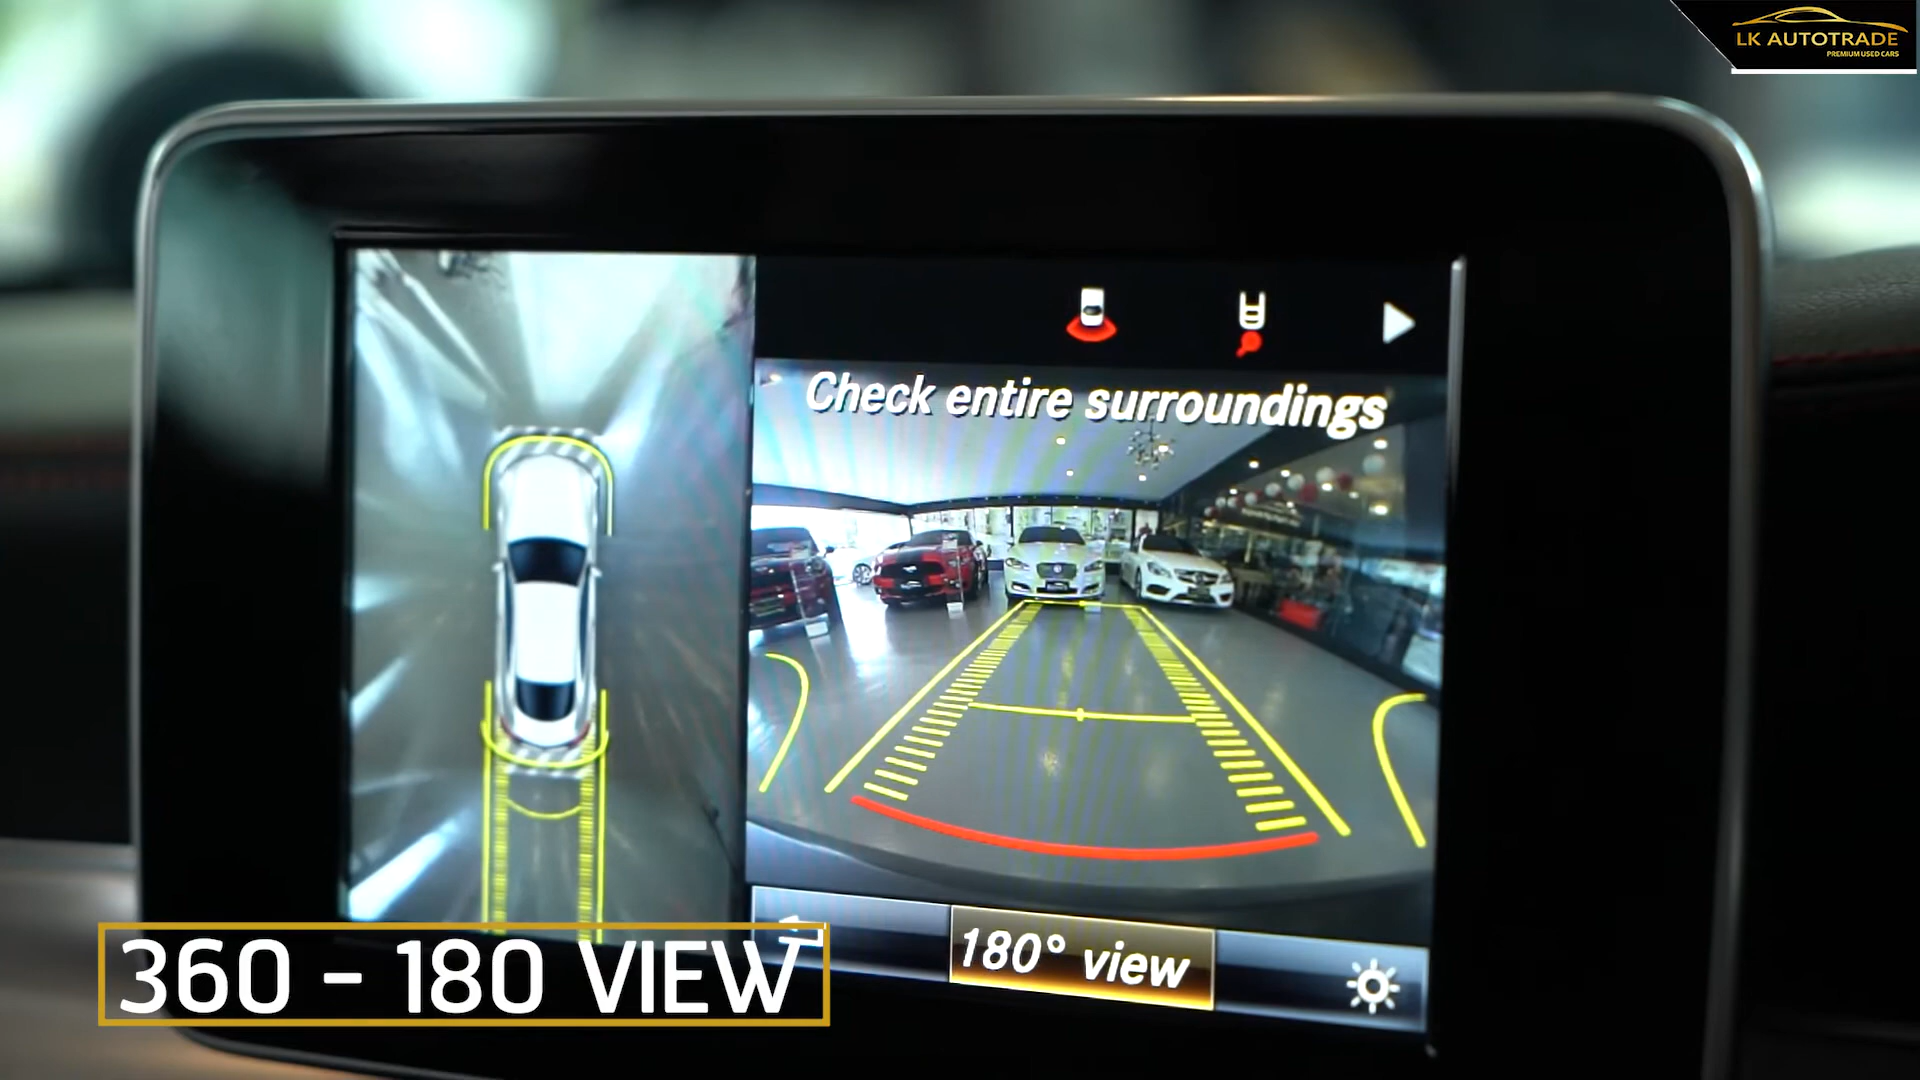 LK AUTOTRADE
PREMIUM USED CARS
Check entire surroundings
180° view
360 - 180 VIEW